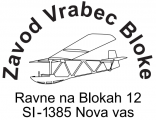 Zavod Vrabec Bloke
Ravne na Blokah 12
SI-1385 Nova vas